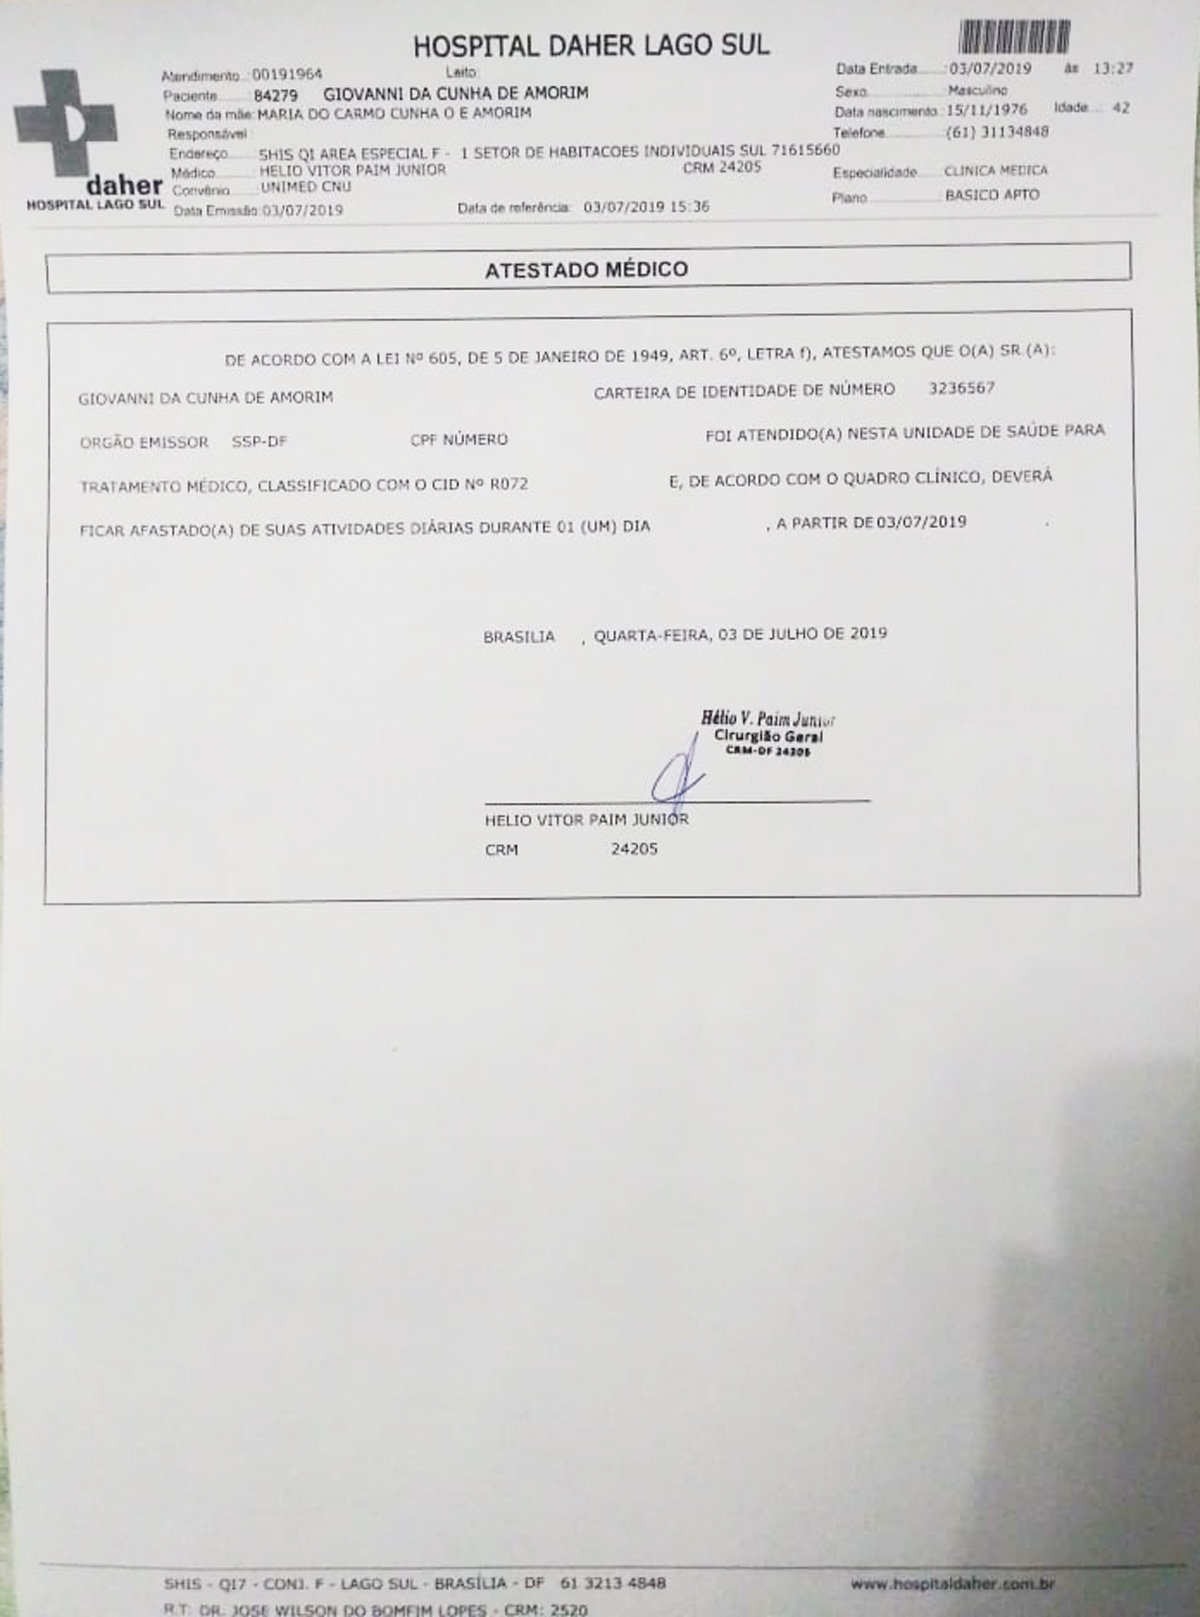 HOSPITAL DAHER LAGO SUL
Atendimento..:00191964 Leito:
Data Entrada......:03/07/2019 às 13:27
Paciente.........:84279 GIOVANNI DA CUNHA DE AMORIM
Sexo...............: Masculino
Nome da mãe:MARIA DO CARMO CUNHA O E AMORIM
Data nascimento.:15/11/1976 Idade....: 42
Responsável
Telefone...........:(61) 31134848
Endereço......:SHIS QI AREA ESPECIAL F - 1 SETOR DE HABITACOES INDIVIDUAIS SUL 71615660
Médico..........:HELIO VITOR PAIM JUNIOR CRM 24205
Especialidade....:CLINICA MEDICA
Convênio......:UNIMED CNU
Plano...............:BASICO APTO
daher
HOSPITAL LAGO SUL
Data Emissão:03/07/2019 Data de referência: 03/07/2019 15:36
ATESTADO MÉDICO
DE ACORDO COM A LEI Nº 605, DE 5 DE JANEIRO DE 1949, ART. 6º, LETRA f), ATESTAMOS QUE O(A) SR.(A):
GIOVANNI DA CUNHA DE AMORIM CARTEIRA DE IDENTIDADE DE NÚMERO 3236567
ORGÃO EMISSOR SSP-DF CPF NÚMERO FOI ATENDIDO(A) NESTA UNIDADE DE SAÚDE PARA
TRATAMENTO MÉDICO, CLASSIFICADO COM O CID Nº R072 E, DE ACORDO COM O QUADRO CLÍNICO, DEVERÁ
FICAR AFASTADO(A) DE SUAS ATIVIDADES DIÁRIAS DURANTE 01 (UM) DIA , A PARTIR DE 03/07/2019 .
BRASILIA , QUARTA-FEIRA, 03 DE JULHO DE 2019
Hélio V. Paim Junior
Cirurgião Geral
CRM-DF 24205
HELIO VITOR PAIM JUNIOR
CRM 24205
SHIS - QI7 - CONJ. F - LAGO SUL - BRASÍLIA - DF 61 3213 4848
www.hospitaldaher.com.br
R.T: DR. JOSE WILSON DO BOMFIM LOPES - CRM: 2520